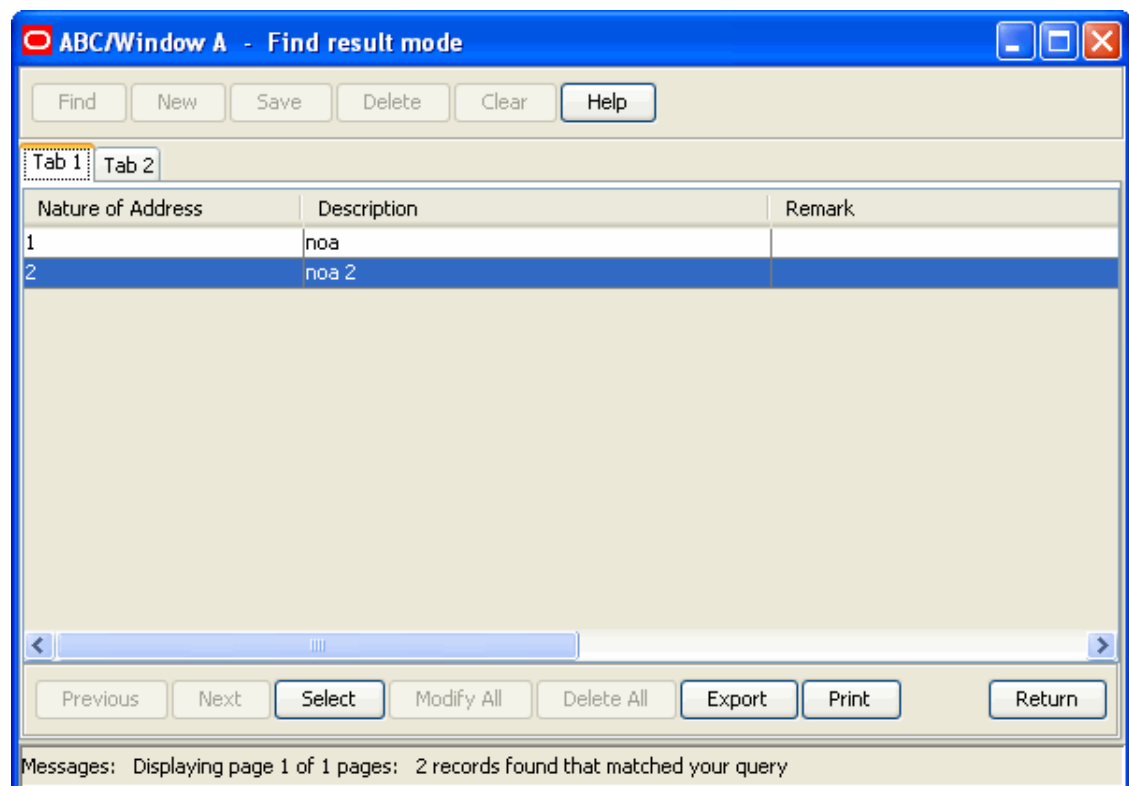 ABC/Window A - Find result mode
Find New Save Delete Clear Help
Tab 1 Tab 2
Nature of Address Description Remark
1 noa
2 noa 2
Previous Next Select Modify All Delete All Export Print Return
Messages: Displaying page 1 of 1 pages: 2 records found that matched your query